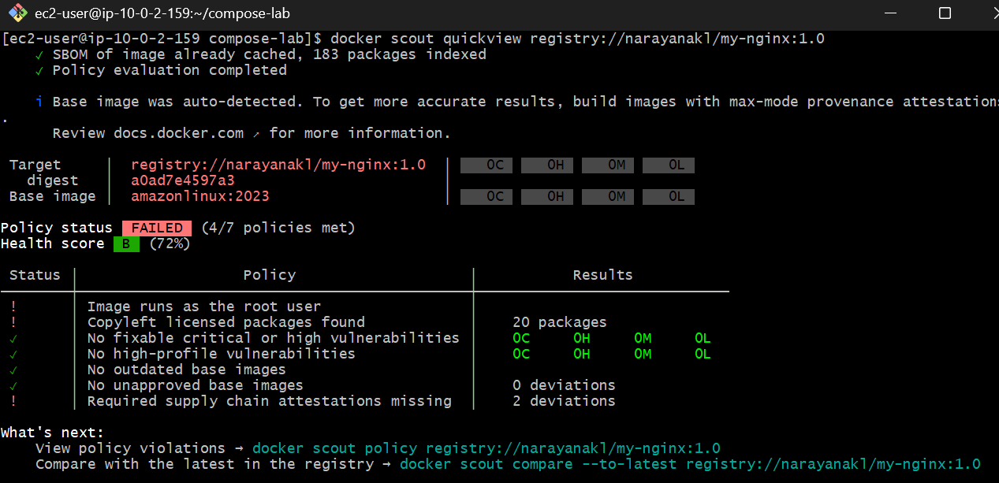 ec2-user@ip-10-0-2-159:~/compose-lab
[ec2-user@ip-10-0-2-159 compose-lab]$ docker scout quickview registry://narayanakl/my-nginx:1.0
✓ SBOM of image already cached, 183 packages indexed
✓ Policy evaluation completed
i Base image was auto-detected. To get more accurate results, build images with max-mode provenance attestations
.
Review docs.docker.com ↗ for more information.
Target │ registry://narayanakl/my-nginx:1.0 │ 0C 0H 0M 0L
digest │ a0ad7e4597a3 │
Base image │ amazonlinux:2023 │ 0C 0H 0M 0L
Policy status FAILED (4/7 policies met)
Health score B (72%)
Status │ Policy │ Results
! │ Image runs as the root user │
! │ Copyleft licensed packages found │ 20 packages
✓ │ No fixable critical or high vulnerabilities │ 0C 0H 0M 0L
✓ │ No high-profile vulnerabilities │ 0C 0H 0M 0L
✓ │ No outdated base images │
✓ │ No unapproved base images │ 0 deviations
! │ Required supply chain attestations missing │ 2 deviations
What's next:
View policy violations → docker scout policy registry://narayanakl/my-nginx:1.0
Compare with the latest in the registry → docker scout compare --to-latest registry://narayanakl/my-nginx:1.0